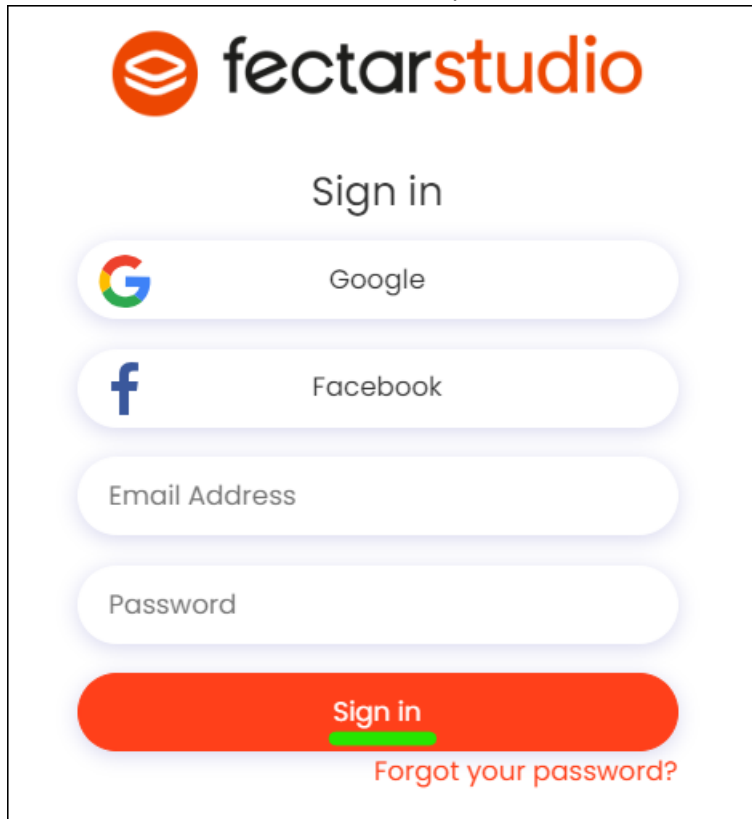 fectarstudio
Sign in
Google
Facebook
Email Address
Password
Sign in
Forgot your password?